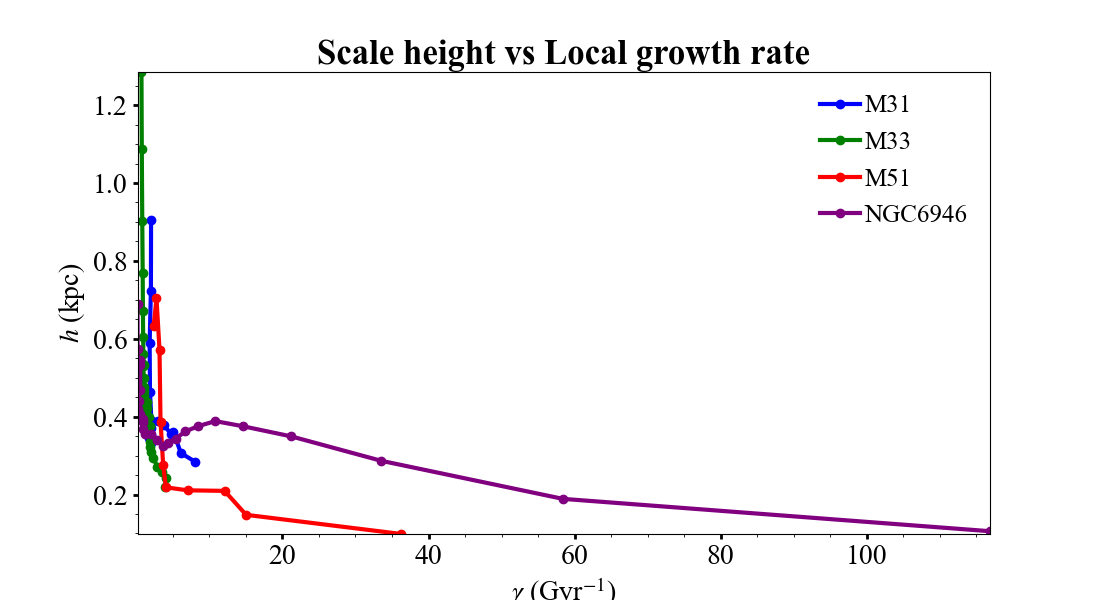 Scale height vs Local growth rate
M31
M33
M51
NGC6946
h (kpc)
1.2
1.0
0.8
0.6
0.4
0.2
20 40 60 80 100
γ (Gyr⁻¹)